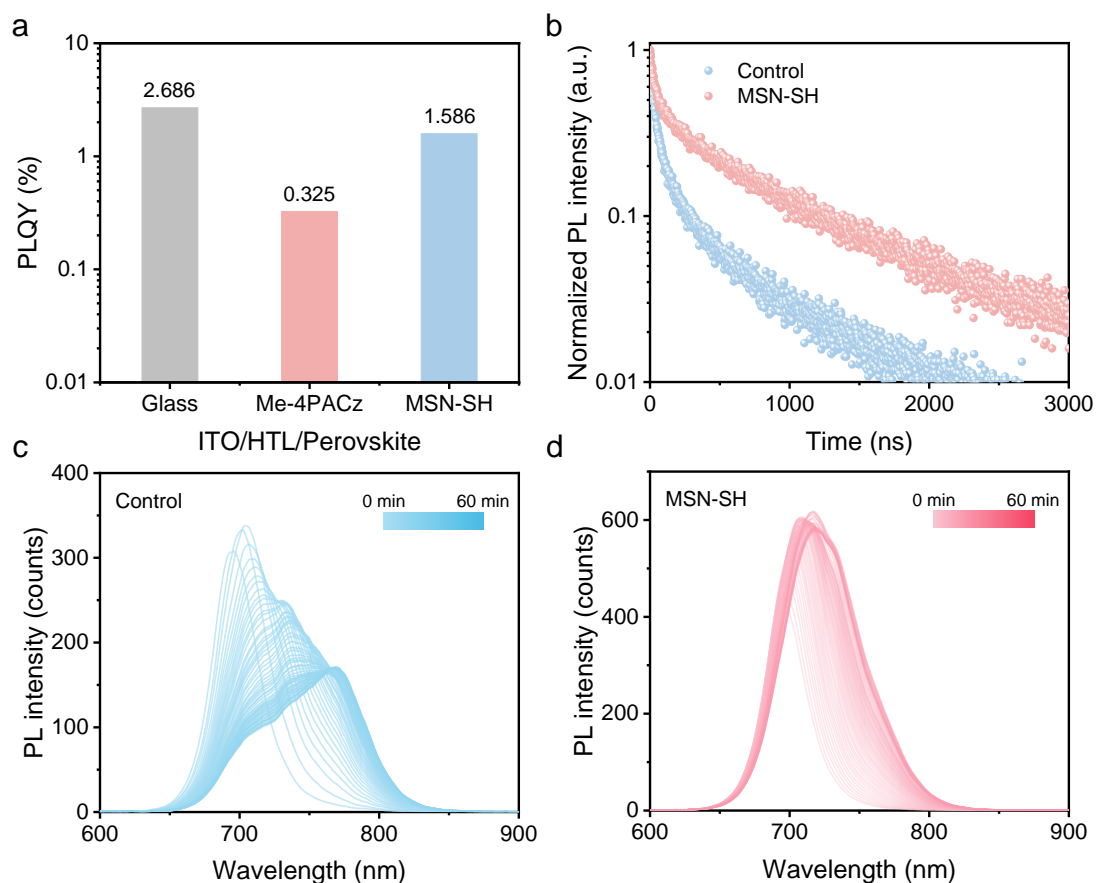 a
10
1
0.1
0.01
PLQY (%)
2.686
0.325
1.586
Glass
Me-4PACz
MSN-SH
ITO/HTL/Perovskite
b
1
0.1
0.01
Normalized PL intensity (a.u.)
Control
MSN-SH
0
1000
2000
3000
Time (ns)
c
400
300
200
100
0
PL intensity (counts)
Control
0 min
60 min
600
700
800
900
Wavelength (nm)
d
600
400
200
0
PL intensity (counts)
MSN-SH
0 min
60 min
600
700
800
900
Wavelength (nm)